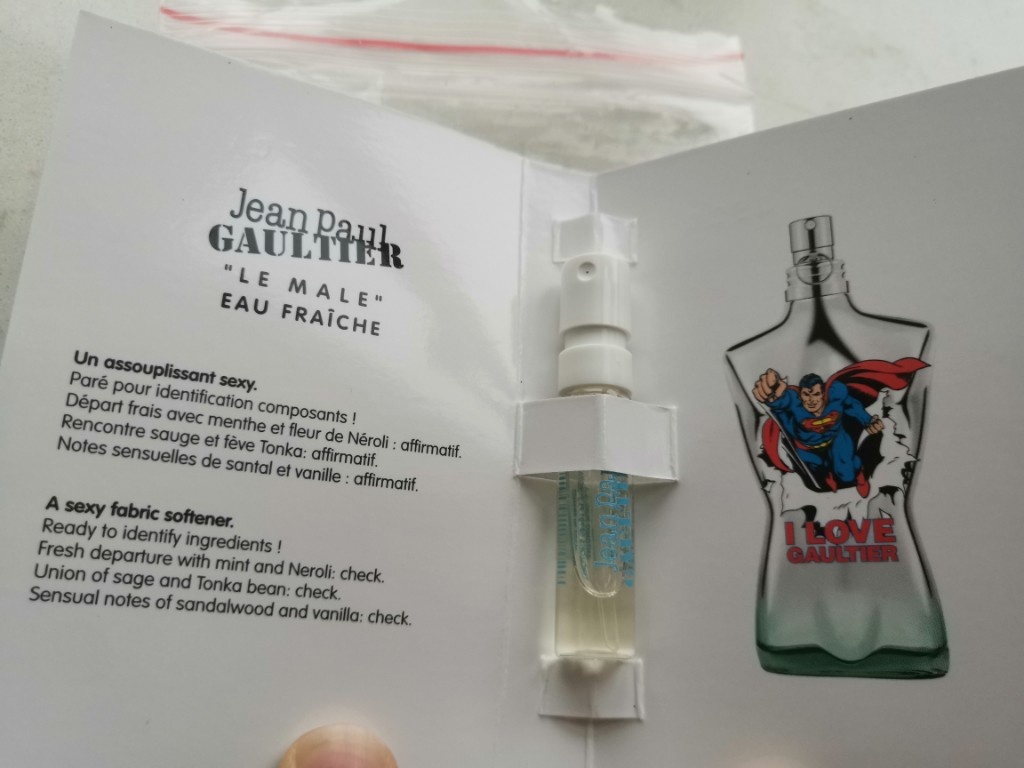 Jean Paul
GAULTIER
"LE MALE"
EAU FRAÎCHE
Un assouplissant sexy.
Paré pour identification composants !
Départ frais avec menthe et fleur de Néroli : affirmatif.
Rencontre sauge et fève Tonka: affirmatif.
Notes sensuelles de santal et vanille : affirmatif.
A sexy fabric softener.
Ready to identify ingredients !
Fresh departure with mint and Neroli: check.
Union of sage and Tonka bean: check.
Sensual notes of sandalwood and vanilla: check.
I LOVE
GAULTIER